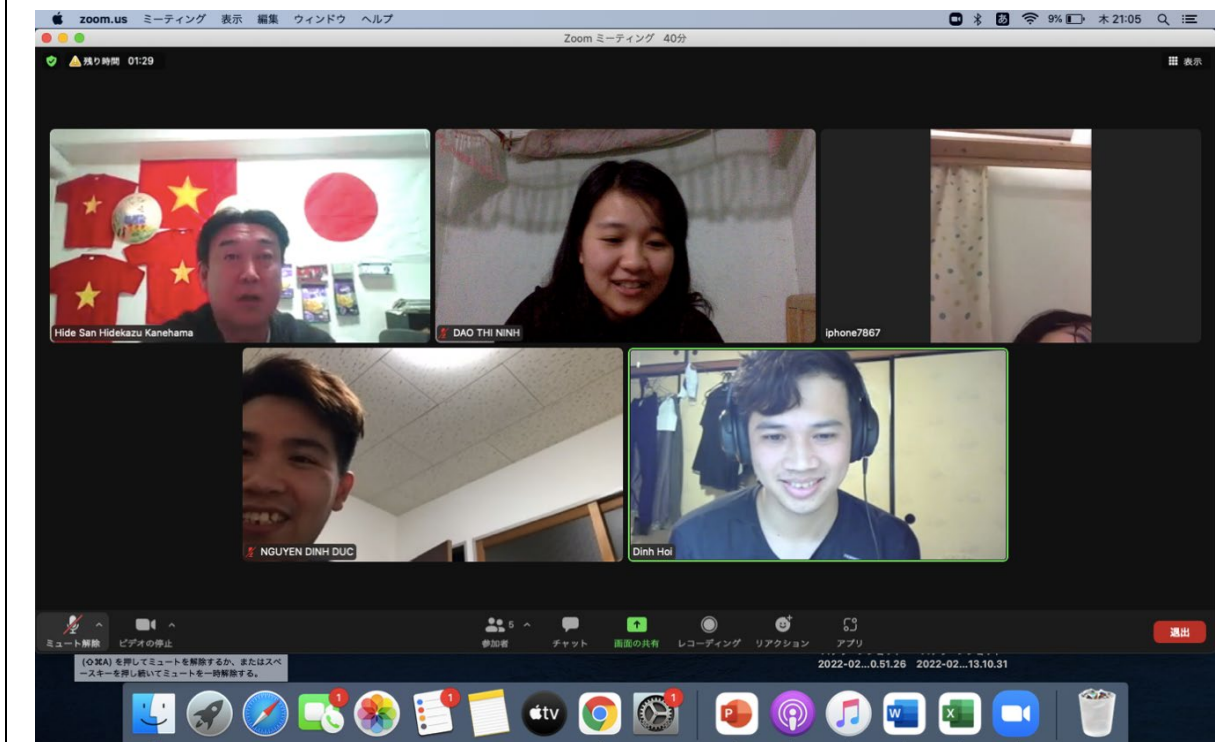 zoom.us ミーティング 表示 編集 ウィンドウ ヘルプ
あ 9% 木 21:05
Zoom ミーティング 40分
残り時間 01:29
表示
Hide San Hidekazu Kanehama
DAO THI NINH
iphone7867
NGUYEN DINH DUC
Dinh Hoi
ミュート解除 ビデオの停止 5 参加者 チャット 画面の共有 レコーディング リアクション アプリ 退出
(⇧⌘A) を押してミュートを解除するか、またはスペ
ースキーを押し続いてミュートを一時解除する。
2022-02...0.51.26 2022-02...13.10.31
1 1 tv 1 P W X